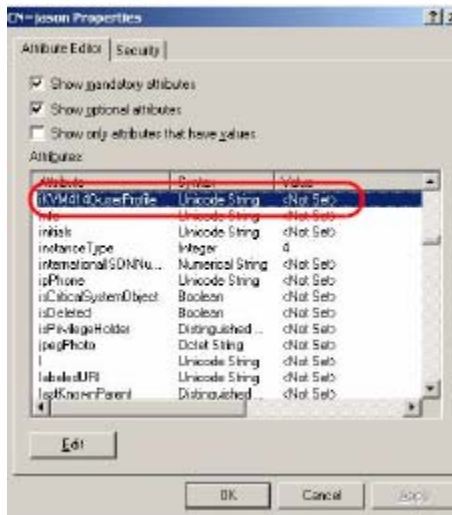 CN=jason Properties
Attribute Editor Security
Show mandatory attributes
Show optional attributes
Show only attributes that have values
Attributes:
Attribute Syntax Value
Unicode String <Not Set>
info Unicode String <Not Set>
initials Unicode String <Not Set>
instanceType Integer 4
internationalISDNNu... Numerical String <Not Set>
ipPhone Unicode String <Not Set>
isCriticalSystemObject Boolean <Not Set>
isDeleted Boolean <Not Set>
isPrivilegeHolder Distinguished ... <Not Set>
jpegPhoto Octet String <Not Set>
l Unicode String <Not Set>
labeledURI Unicode String <Not Set>
lastKnownParent Distinguished ... <Not Set>
Edit
OK Cancel Apply